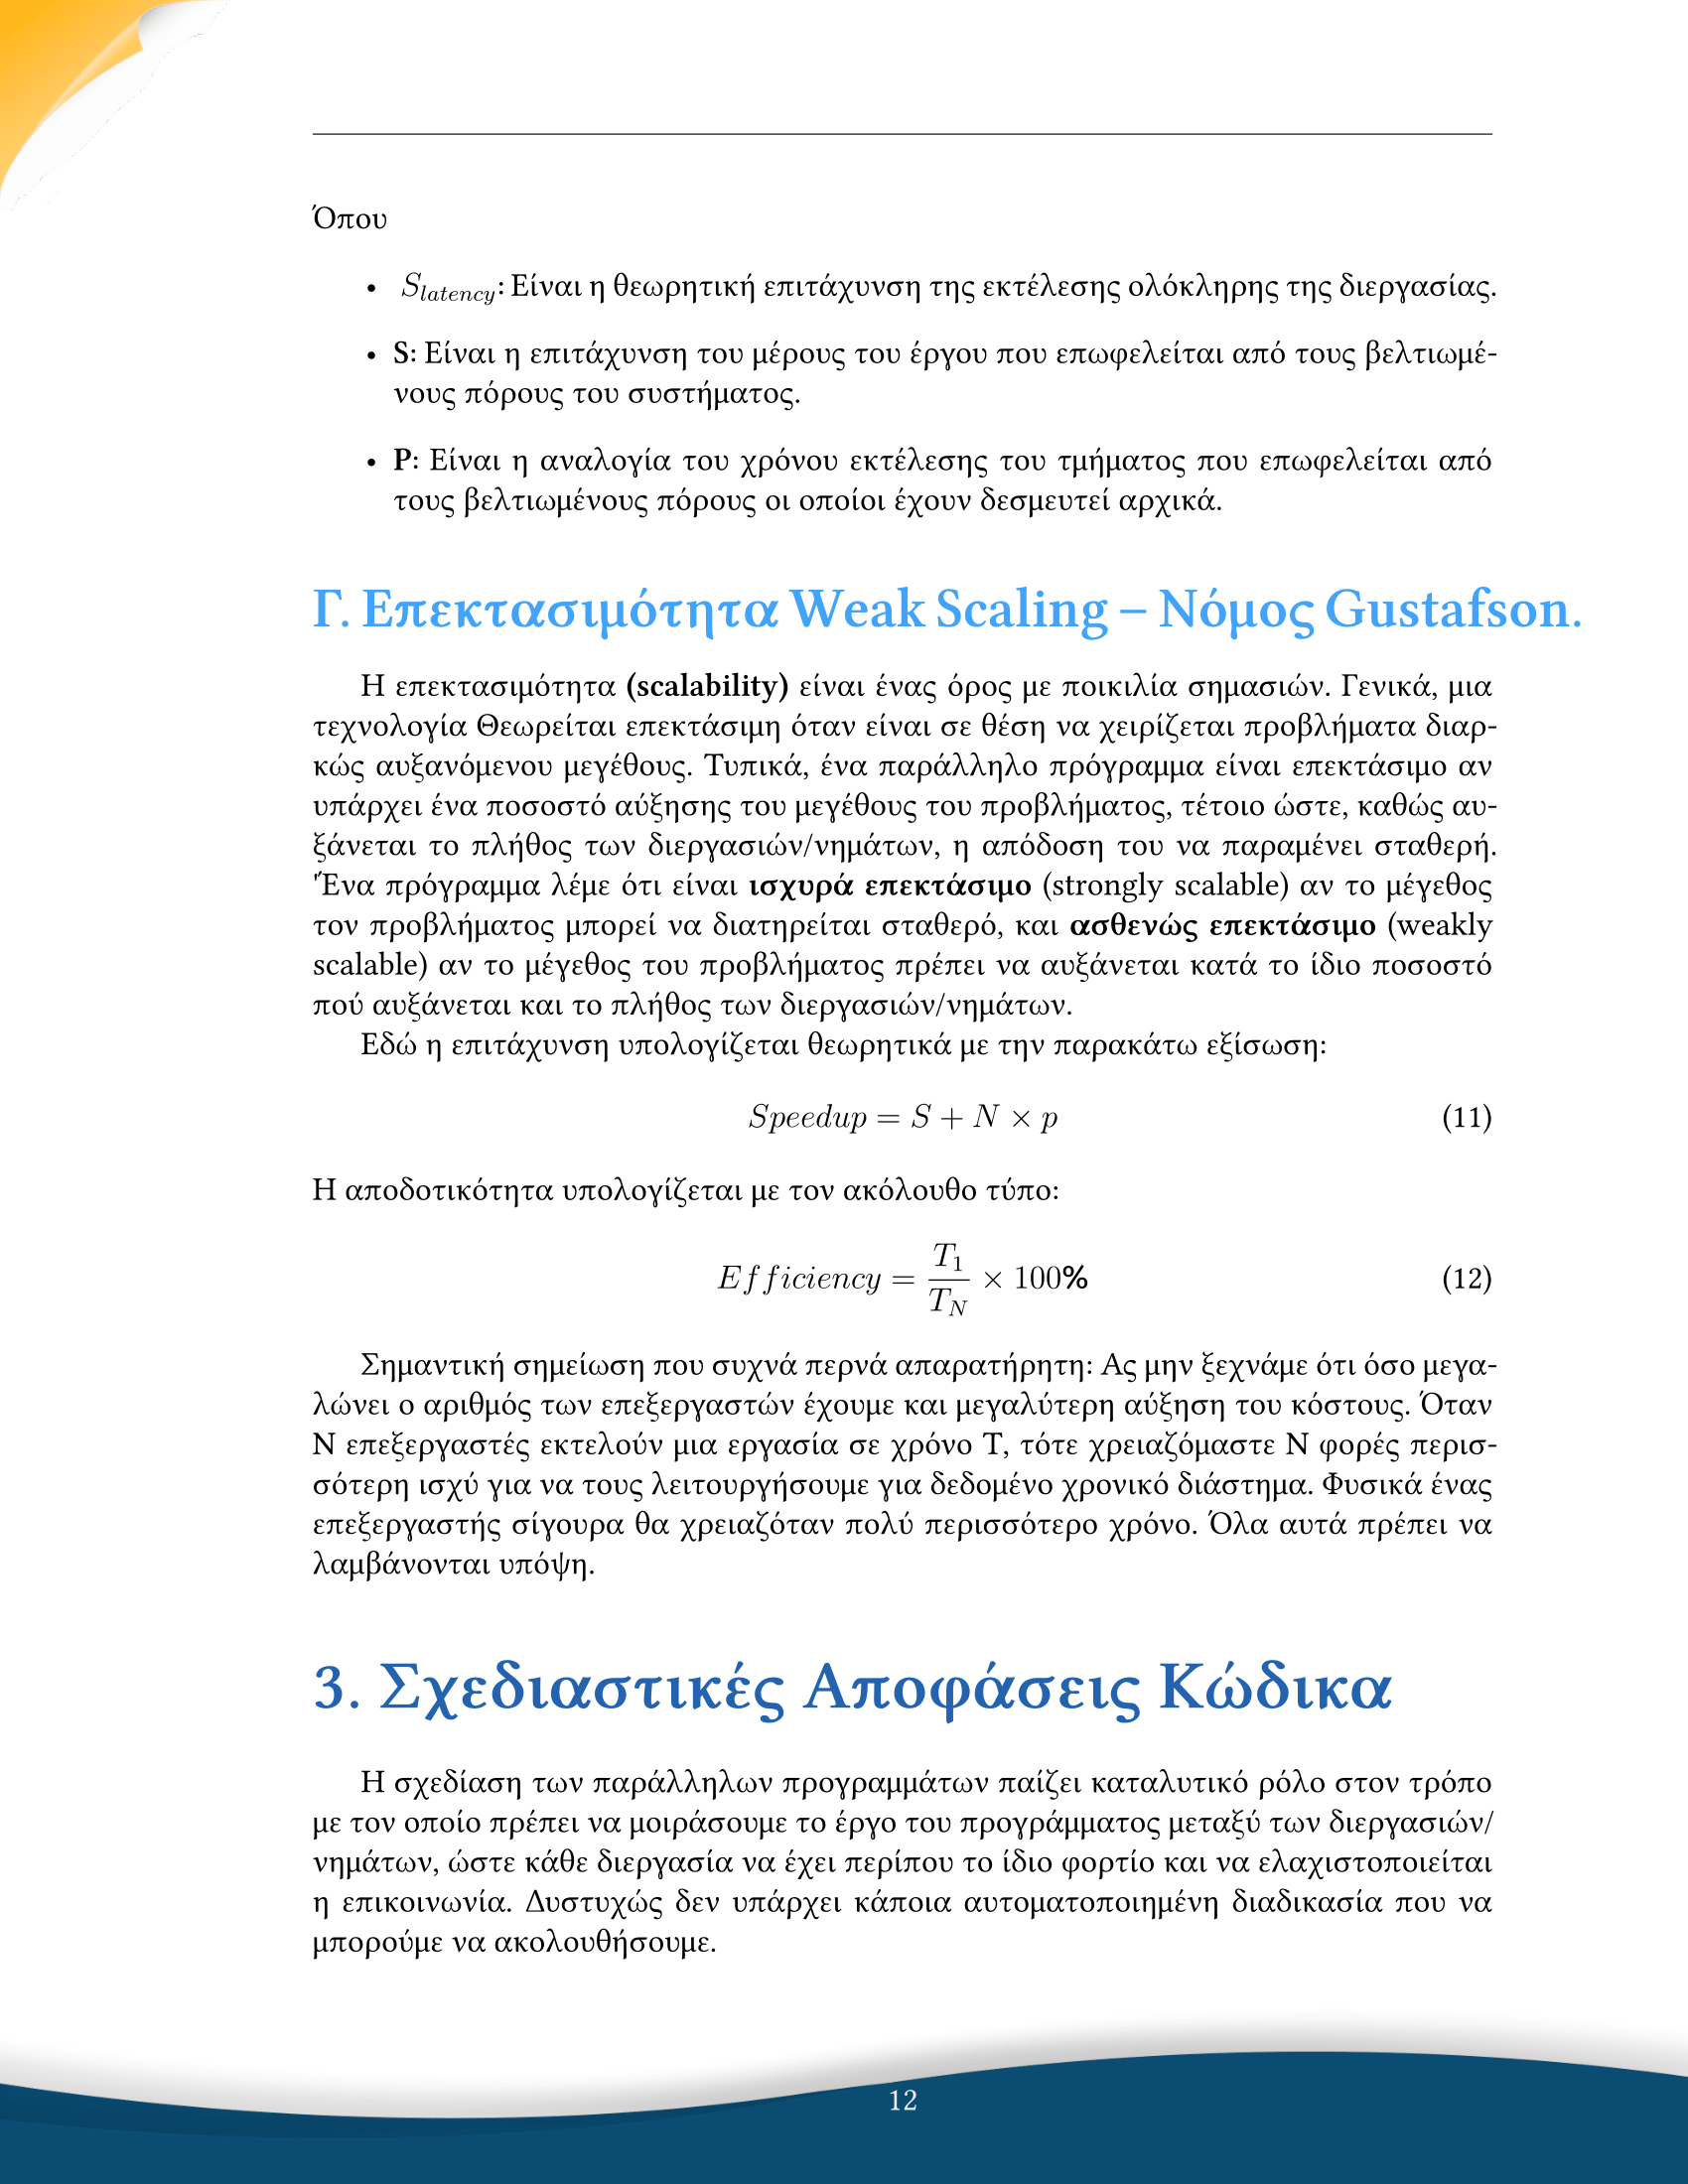 Όπου
• S_latency: Είναι η θεωρητική επιτάχυνση της εκτέλεσης ολόκληρης της διεργασίας.
• S: Είναι η επιτάχυνση του μέρους του έργου που επωφελείται από τους βελτιωμέ-
νους πόρους του συστήματος.
• P: Είναι η αναλογία του χρόνου εκτέλεσης του τμήματος που επωφελείται από
τους βελτιωμένους πόρους οι οποίοι έχουν δεσμευτεί αρχικά.
Γ. Επεκτασιμότητα Weak Scaling – Νόμος Gustafson.
Η επεκτασιμότητα (scalability) είναι ένας όρος με ποικιλία σημασιών. Γενικά, μια
τεχνολογία Θεωρείται επεκτάσιμη όταν είναι σε θέση να χειρίζεται προβλήματα διαρ-
κώς αυξανόμενου μεγέθους. Τυπικά, ένα παράλληλο πρόγραμμα είναι επεκτάσιμο αν
υπάρχει ένα ποσοστό αύξησης του μεγέθους του προβλήματος, τέτοιο ώστε, καθώς αυ-
ξάνεται το πλήθος των διεργασιών/νημάτων, η απόδοση του να παραμένει σταθερή.
'Ένα πρόγραμμα λέμε ότι είναι ισχυρά επεκτάσιμο (strongly scalable) αν το μέγεθος
τον προβλήματος μπορεί να διατηρείται σταθερό, και ασθενώς επεκτάσιμο (weakly
scalable) αν το μέγεθος του προβλήματος πρέπει να αυξάνεται κατά το ίδιο ποσοστό
πού αυξάνεται και το πλήθος των διεργασιών/νημάτων.
Εδώ η επιτάχυνση υπολογίζεται θεωρητικά με την παρακάτω εξίσωση:
Speedup = S + N × p (11)
Η αποδοτικότητα υπολογίζεται με τον ακόλουθο τύπο:
Efficiency = T_1 / T_N × 100% (12)
Σημαντική σημείωση που συχνά περνά απαρατήρητη: Ας μην ξεχνάμε ότι όσο μεγα-
λώνει ο αριθμός των επεξεργαστών έχουμε και μεγαλύτερη αύξηση του κόστους. Όταν
N επεξεργαστές εκτελούν μια εργασία σε χρόνο T, τότε χρειαζόμαστε N φορές περισ-
σότερη ισχύ για να τους λειτουργήσουμε για δεδομένο χρονικό διάστημα. Φυσικά ένας
επεξεργαστής σίγουρα θα χρειαζόταν πολύ περισσότερο χρόνο. Όλα αυτά πρέπει να
λαμβάνονται υπόψη.
3. Σχεδιαστικές Αποφάσεις Κώδικα
Η σχεδίαση των παράλληλων προγραμμάτων παίζει καταλυτικό ρόλο στον τρόπο
με τον οποίο πρέπει να μοιράσουμε το έργο του προγράμματος μεταξύ των διεργασιών/
νημάτων, ώστε κάθε διεργασία να έχει περίπου το ίδιο φορτίο και να ελαχιστοποιείται
η επικοινωνία. Δυστυχώς δεν υπάρχει κάποια αυτοματοποιημένη διαδικασία που να
μπορούμε να ακολουθήσουμε.
12